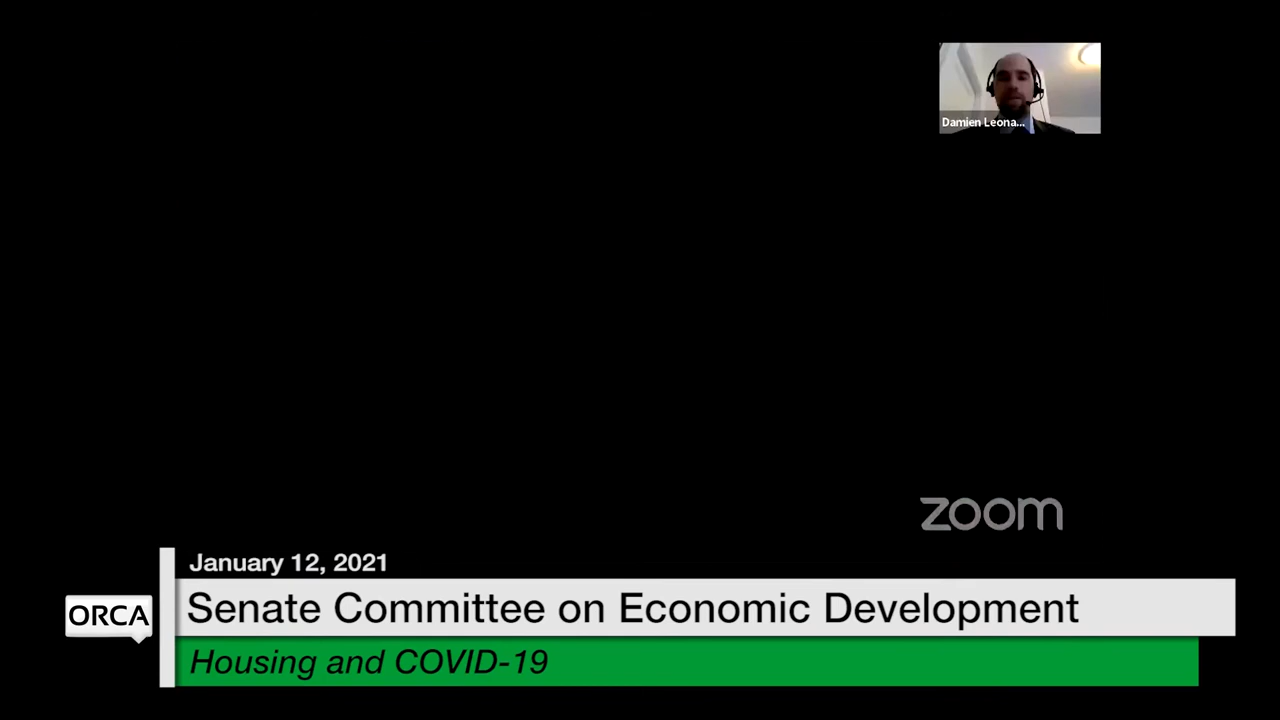 Damien Leona...
zoom
January 12, 2021
Senate Committee on Economic Development
ORCA
Housing and COVID-19